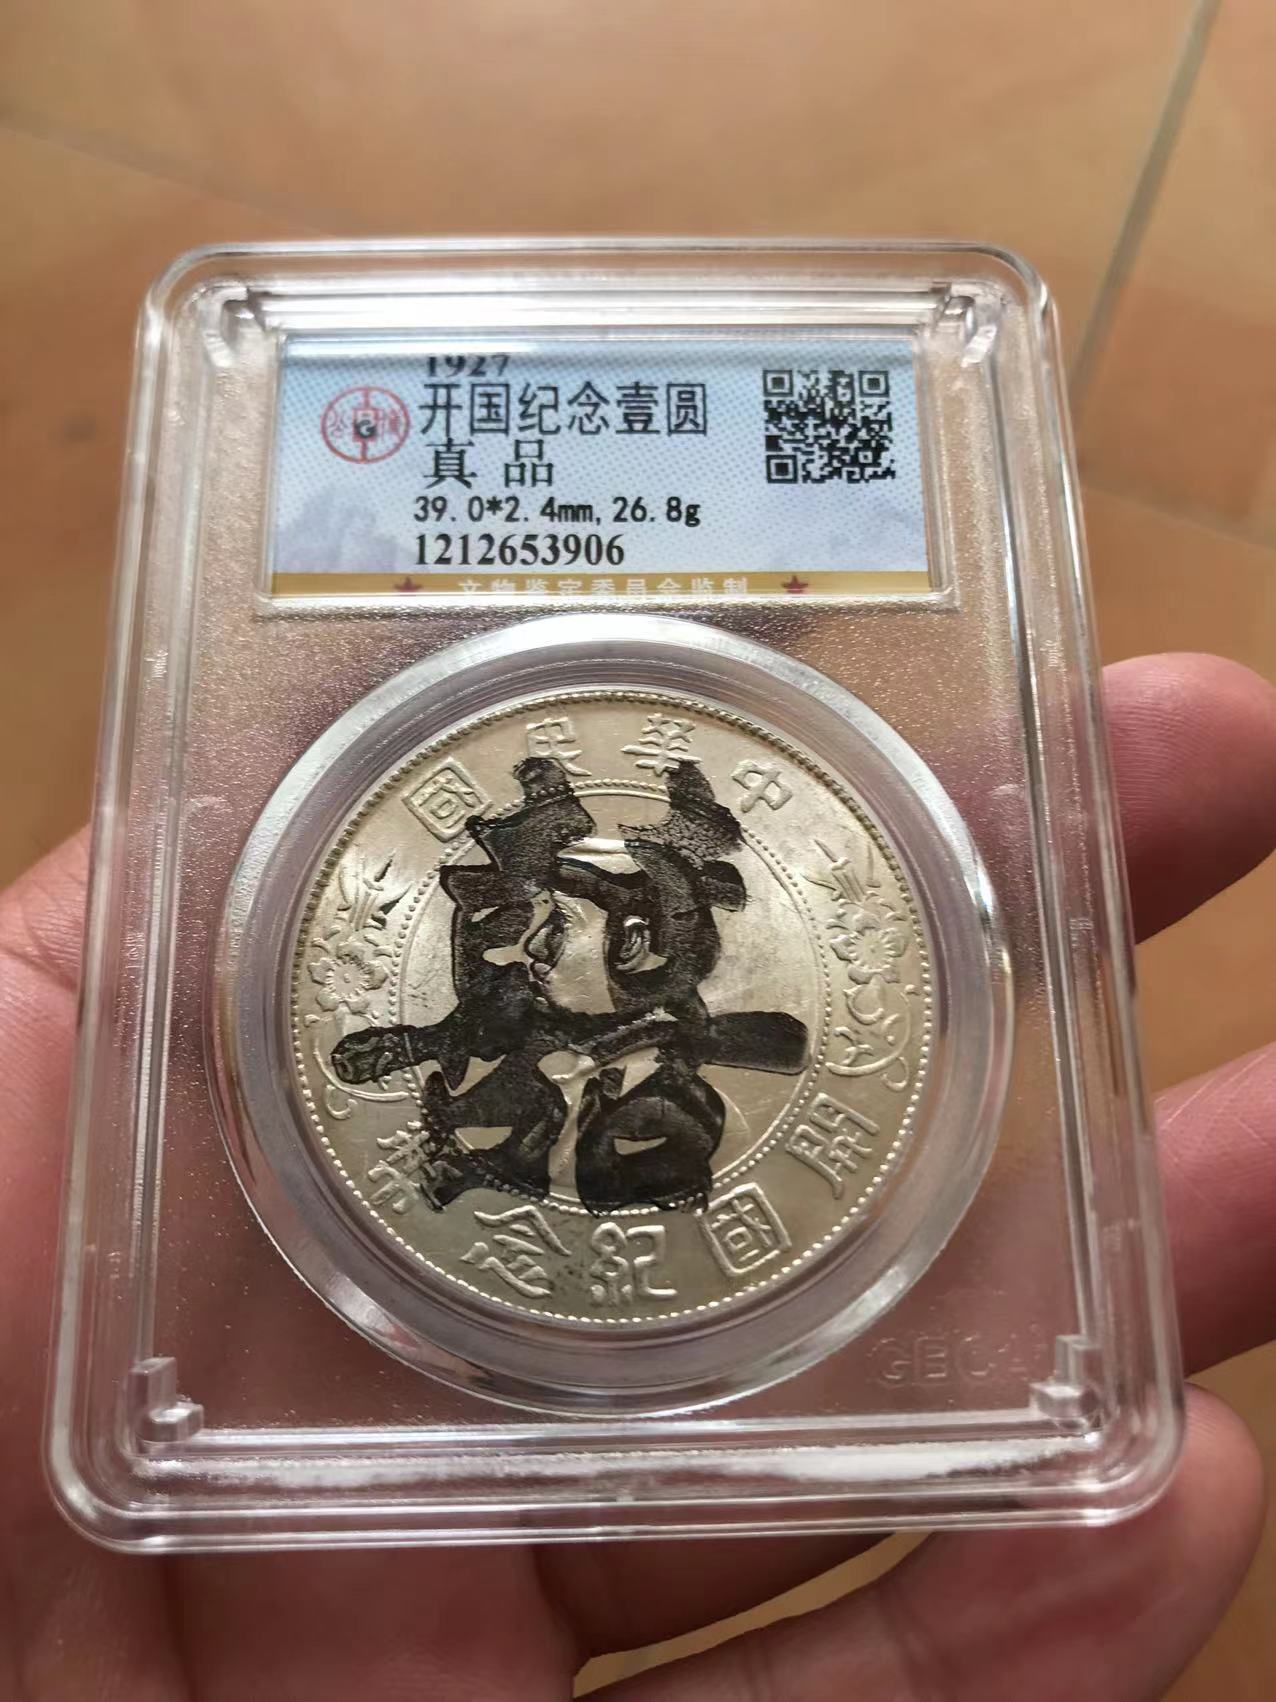 1927
开国纪念壹圆
真品
39.0*2.4mm,26.8g
1212653906
文物鉴定委员会监制
中華民國
開國紀念幣
囍